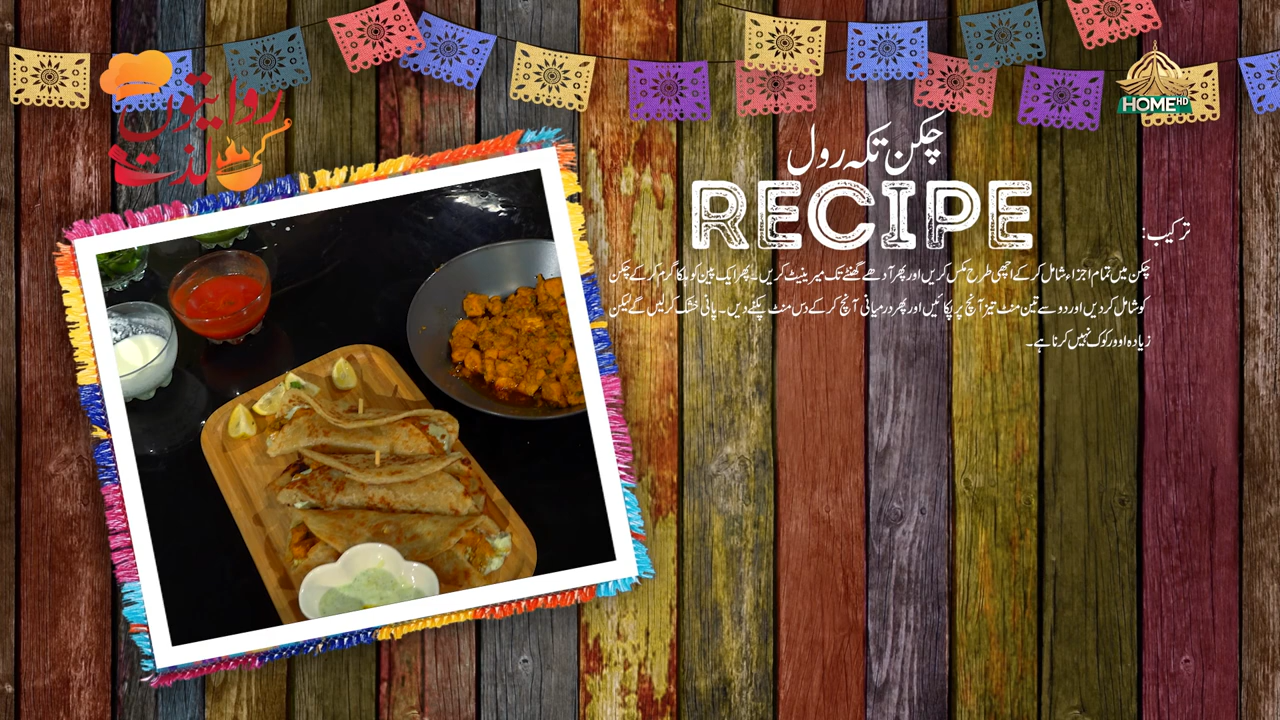 روایتوں کی
لذت
HOME HD
چکن تکہ رول
RECIPE
ترکیب:
چکن میں تمام اجزاء شامل کر کے اچھی طرح مکس کریں اور پھر آدھے گھنٹے تک میرینیٹ کریں۔ پھر ایک پین کو ہلکا گرم کر کے چکن
کو شامل کر دیں اور دو سے تین منٹ تیز آنچ پر پکائیں اور پھر درمیانی آنچ کر کے دس منٹ پکنے دیں۔ پانی خشک کر لیں گے لیکن
زیادہ اوور کوک نہیں کرنا ہے۔